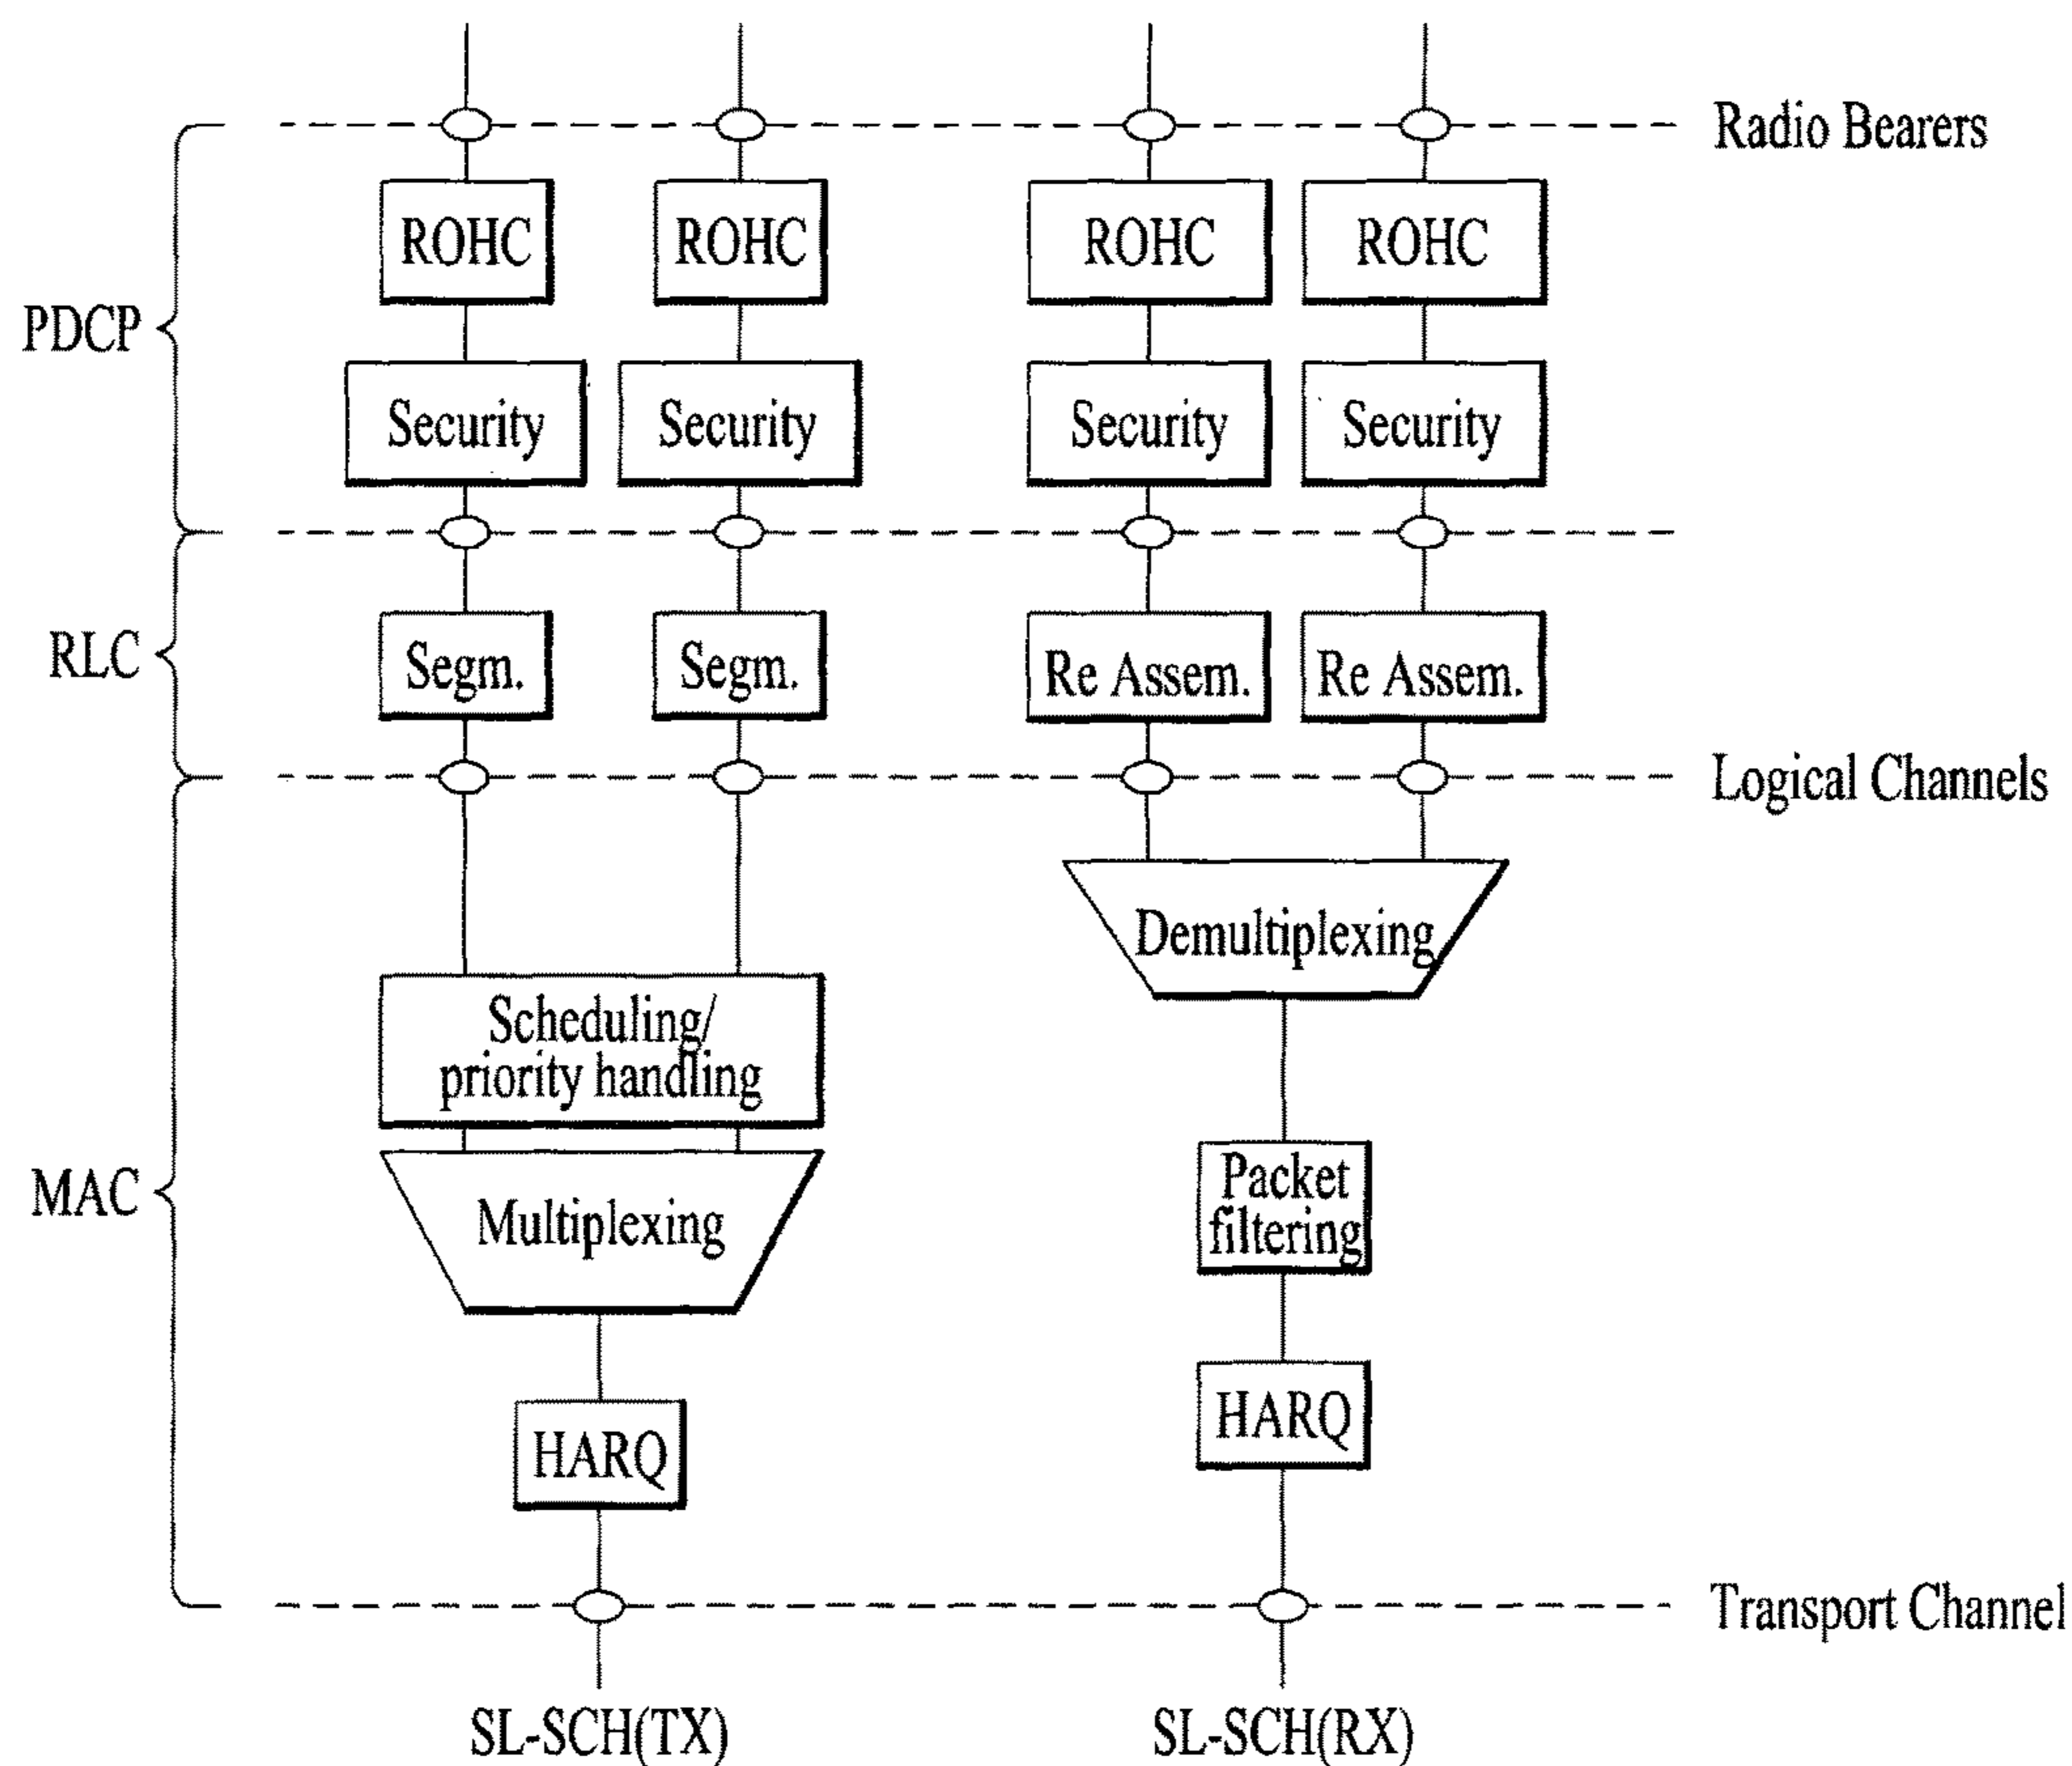 Radio Bearers
ROHC
ROHC
ROHC
ROHC
PDCP
Security
Security
Security
Security
RLC
Segm.
Segm.
Re Assem.
Re Assem.
Logical Channels
Demultiplexing
Scheduling/
priority handling
MAC
Multiplexing
Packet
filtering
HARQ
HARQ
Transport Channel
SL-SCH(TX)
SL-SCH(RX)